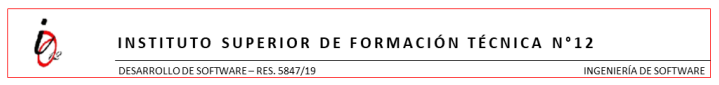 INSTITUTO SUPERIOR DE FORMACIÓN TÉCNICA N°12
DESARROLLO DE SOFTWARE – RES. 5847/19 INGENIERÍA DE SOFTWARE